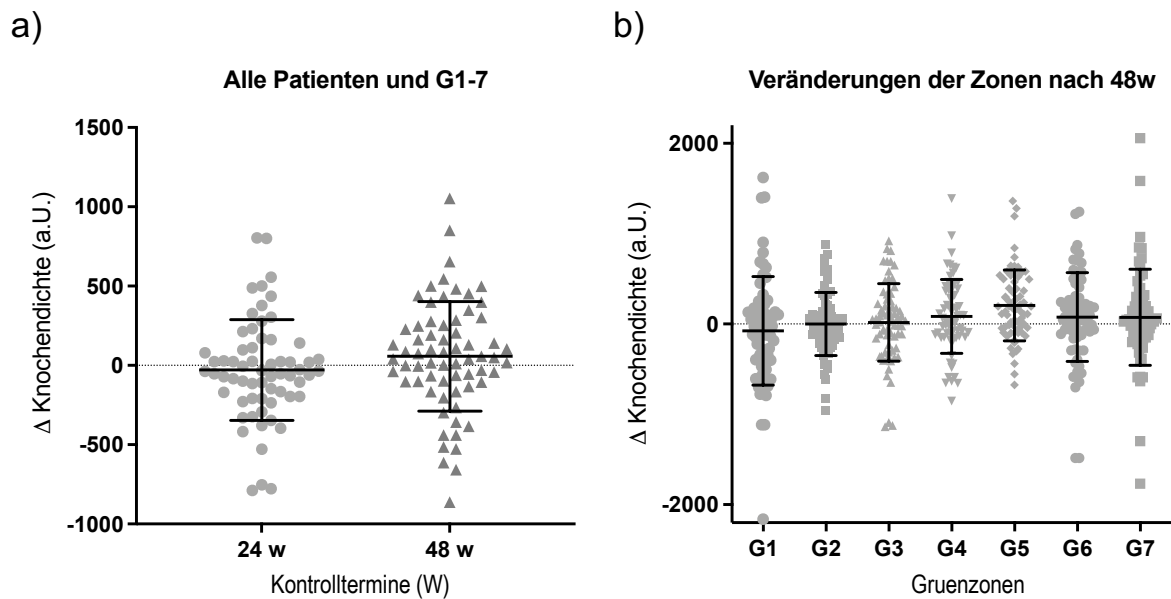 a)
Alle Patienten und G1-7
Δ Knochendichte (a.U.)
1500
1000
500
0
-500
-1000
24 w
48 w
Kontrolltermine (W)
b)
Veränderungen der Zonen nach 48w
Δ Knochendichte (a.U.)
2000
0
-2000
G1 G2 G3 G4 G5 G6 G7
Gruenzonen